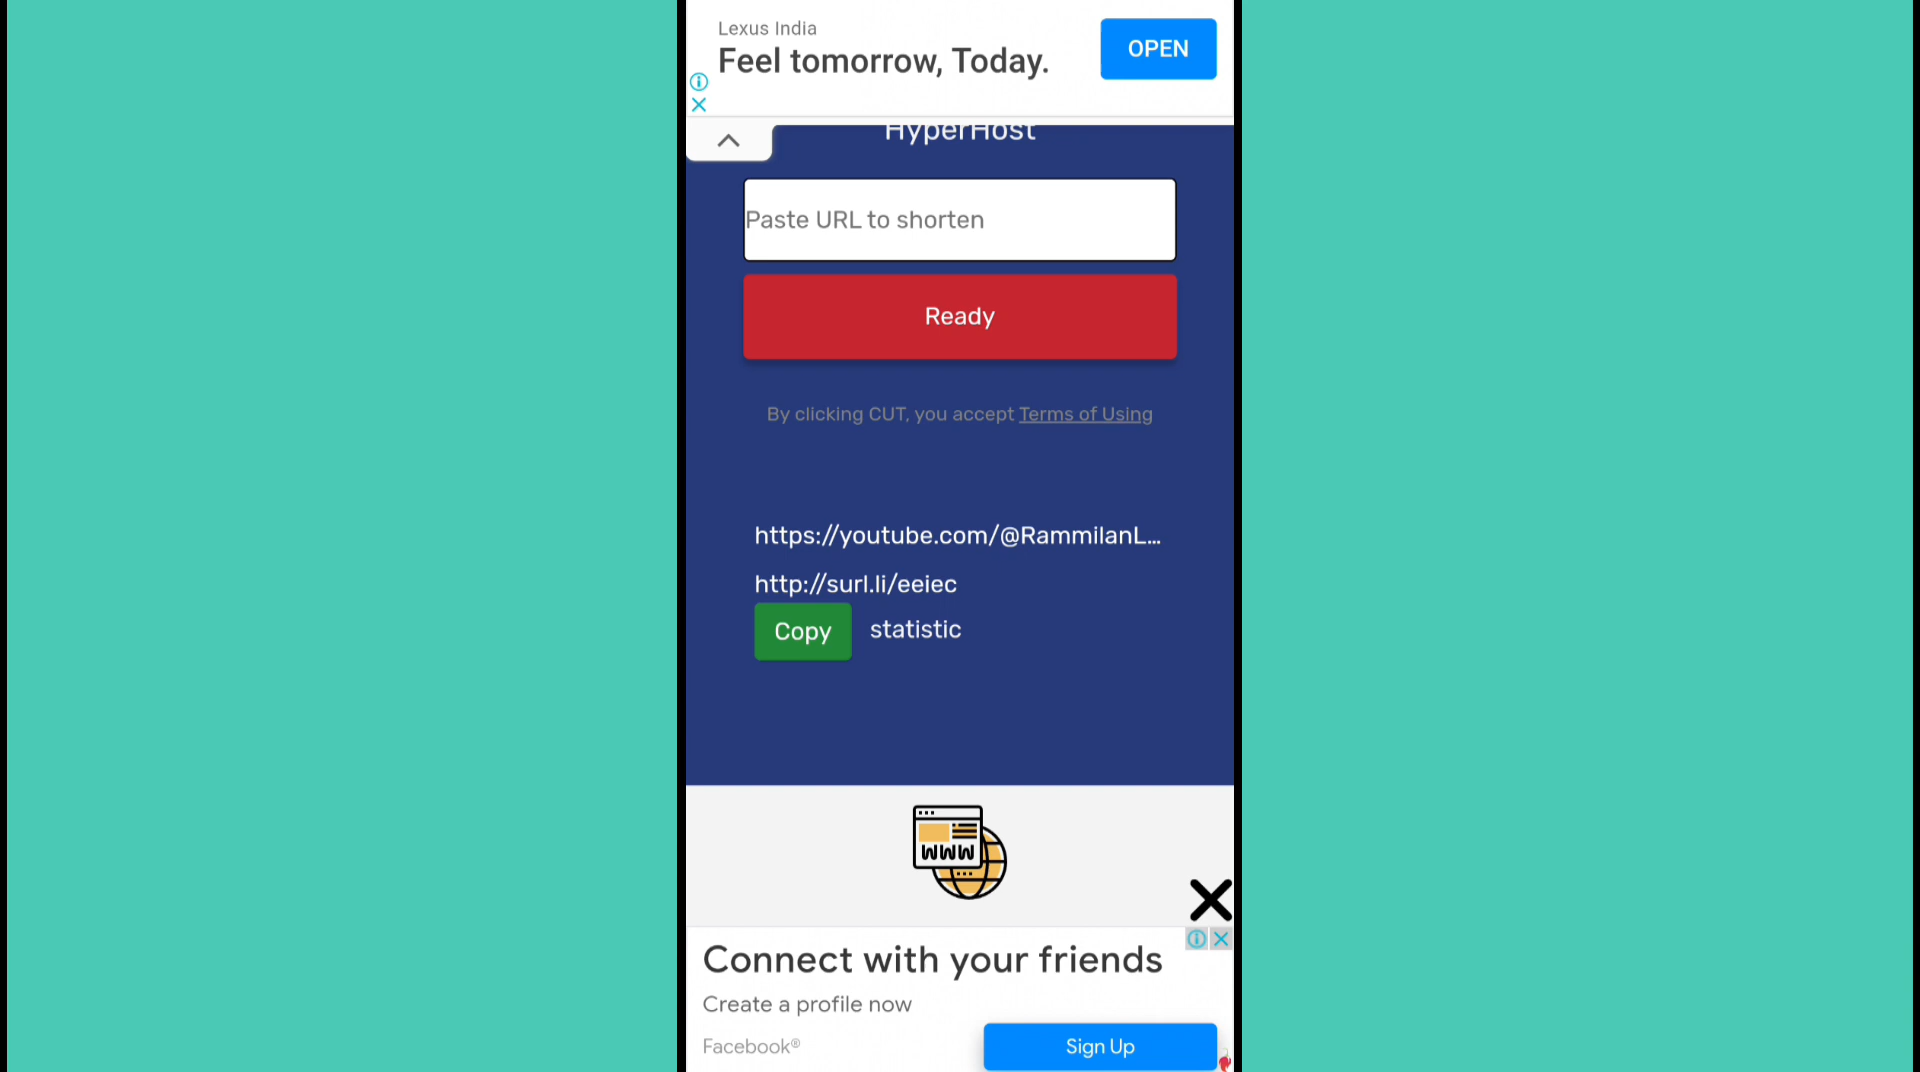 Lexus India
Feel tomorrow, Today.
OPEN
HyperHost
Paste URL to shorten
Ready
By clicking CUT, you accept Terms of Using
https://youtube.com/@RammilanL...
http://surl.li/eeiec
Copy
statistic
WWW
Connect with your friends
Create a profile now
Facebook®
Sign Up